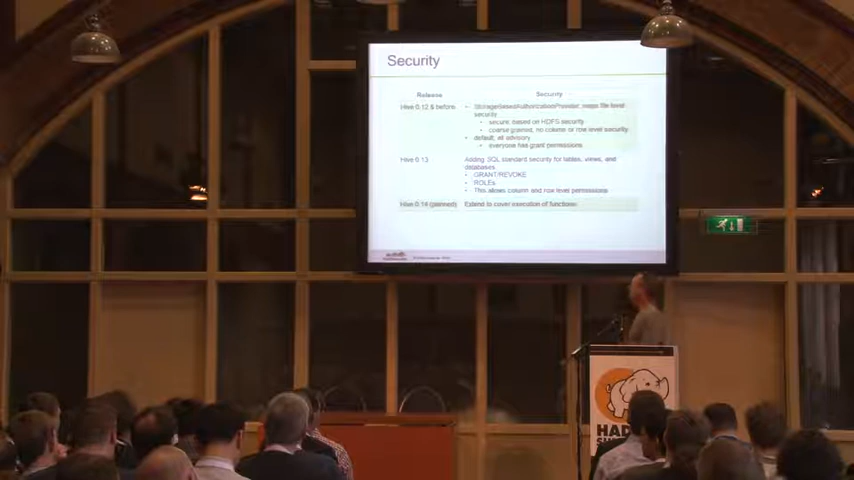 Security
Release Security
Hive 0.12 & before - StorageBasedAuthorizationProvider, maps file level
security
• secure, based on HDFS security
• coarse grained, no column or row level security
- default, all advisory
• everyone has grant permissions
Hive 0.13 Adding SQL standard security for tables, views, and
databases
• GRANT/REVOKE
• ROLEs
• This allows column and row level permissions
Hive 0.14 (planned) Extend to cover execution of functions
HAD